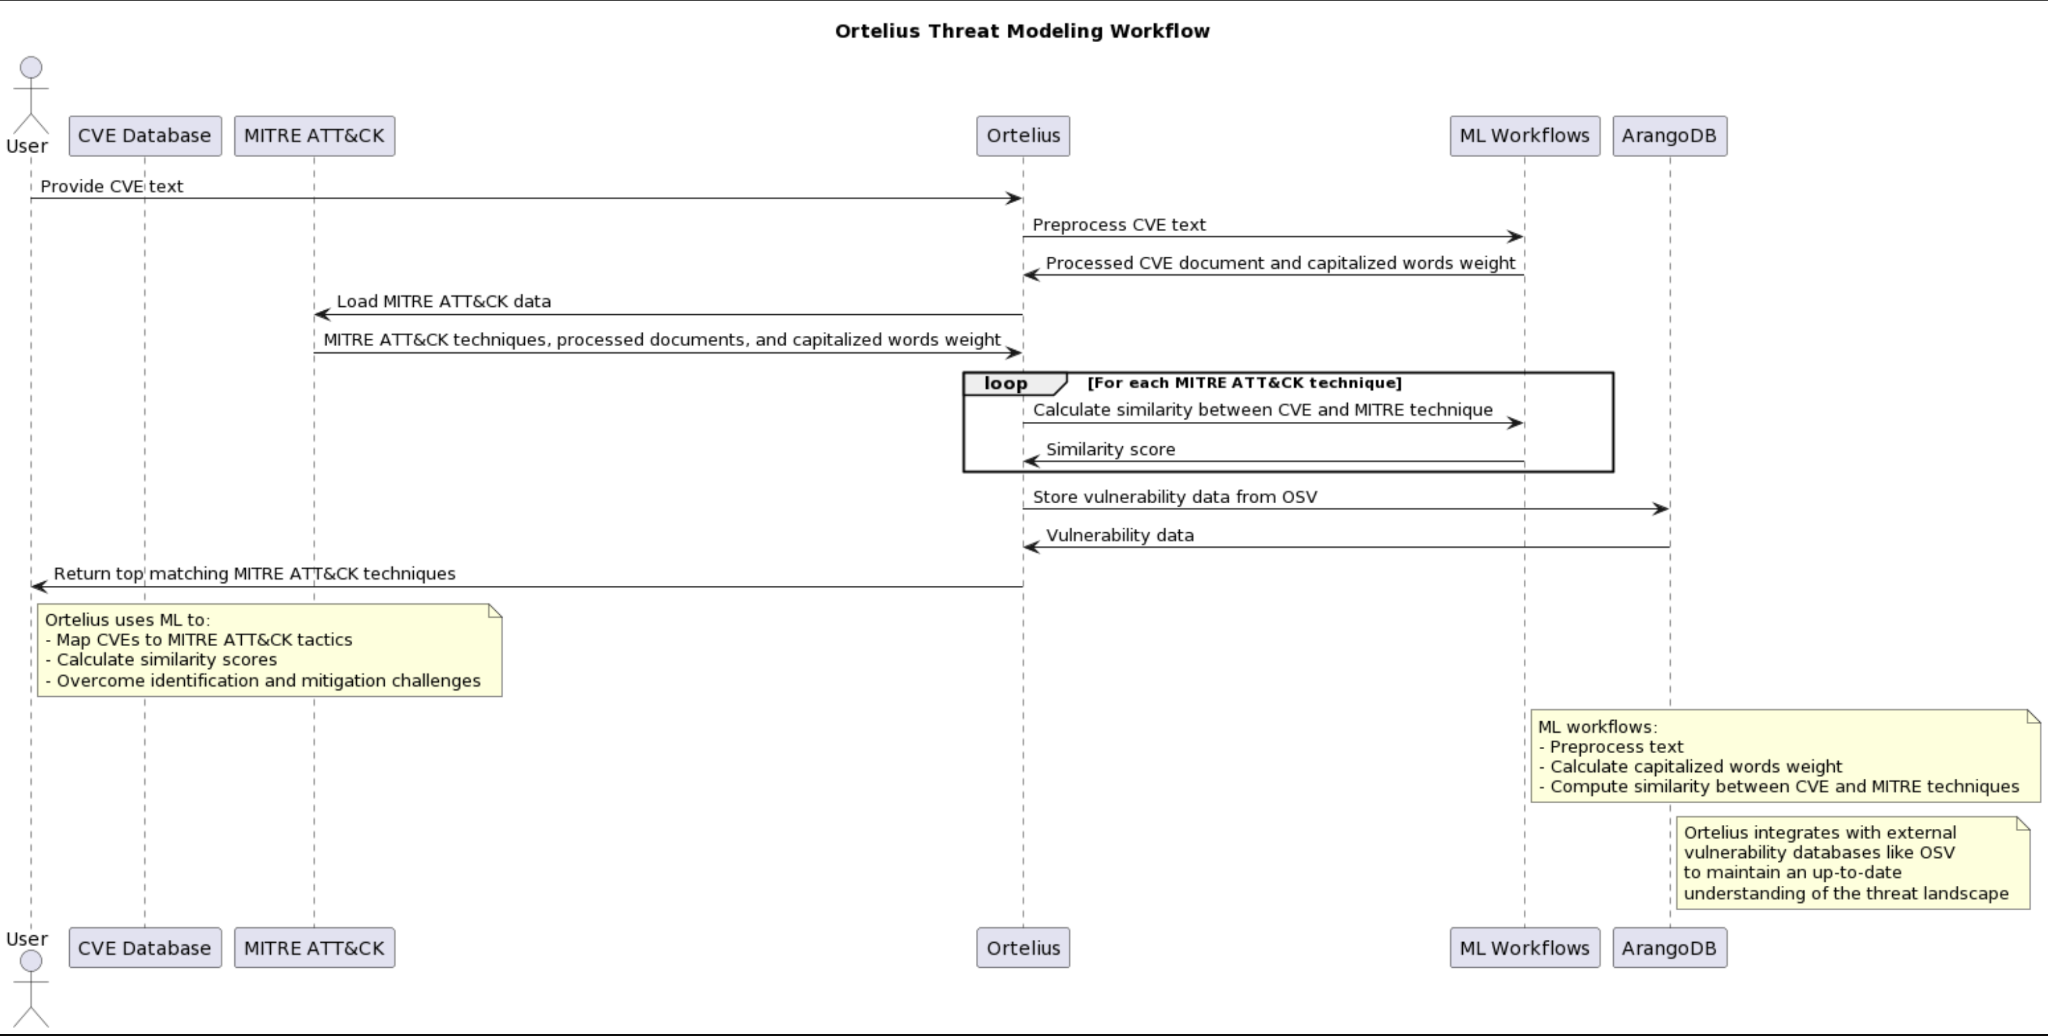 Ortelius Threat Modeling Workflow
User
CVE Database
MITRE ATT&CK
Ortelius
ML Workflows
ArangoDB
Provide CVE text
Preprocess CVE text
Processed CVE document and capitalized words weight
Load MITRE ATT&CK data
MITRE ATT&CK techniques, processed documents, and capitalized words weight
loop
[For each MITRE ATT&CK technique]
Calculate similarity between CVE and MITRE technique
Similarity score
Store vulnerability data from OSV
Vulnerability data
Return top matching MITRE ATT&CK techniques
Ortelius uses ML to:
- Map CVEs to MITRE ATT&CK tactics
- Calculate similarity scores
- Overcome identification and mitigation challenges
ML workflows:
- Preprocess text
- Calculate capitalized words weight
- Compute similarity between CVE and MITRE techniques
Ortelius integrates with external
vulnerability databases like OSV
to maintain an up-to-date
understanding of the threat landscape
User
CVE Database
MITRE ATT&CK
Ortelius
ML Workflows
ArangoDB